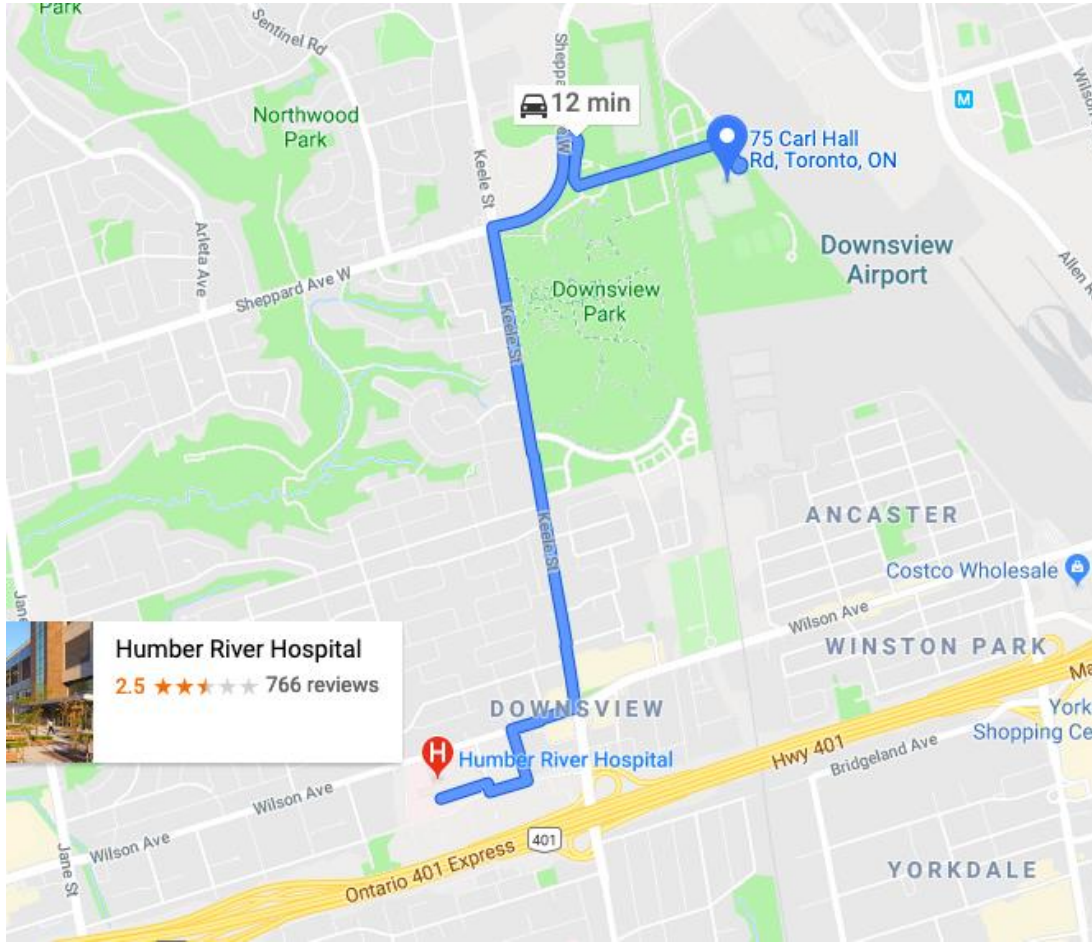 Park
Sentinel Rd
Northwood
Park
Keele St
12 min
75 Carl Hall
Rd, Toronto, ON
M
Arleta Ave
Sheppard Ave W
Downsview
Airport
Downsview
Park
Keele St
Keele St
ANCASTER
Costco Wholesale
Wilson Ave
WINSTON PARK
Humber River Hospital
2.5 766 reviews
DOWNSVIEW
H
Humber River Hospital
Hwy 401
Bridgeland Ave
York
Shopping Ce
Wilson Ave
Wilson Ave
401
Ontario 401 Express
Jane St
YORKDALE